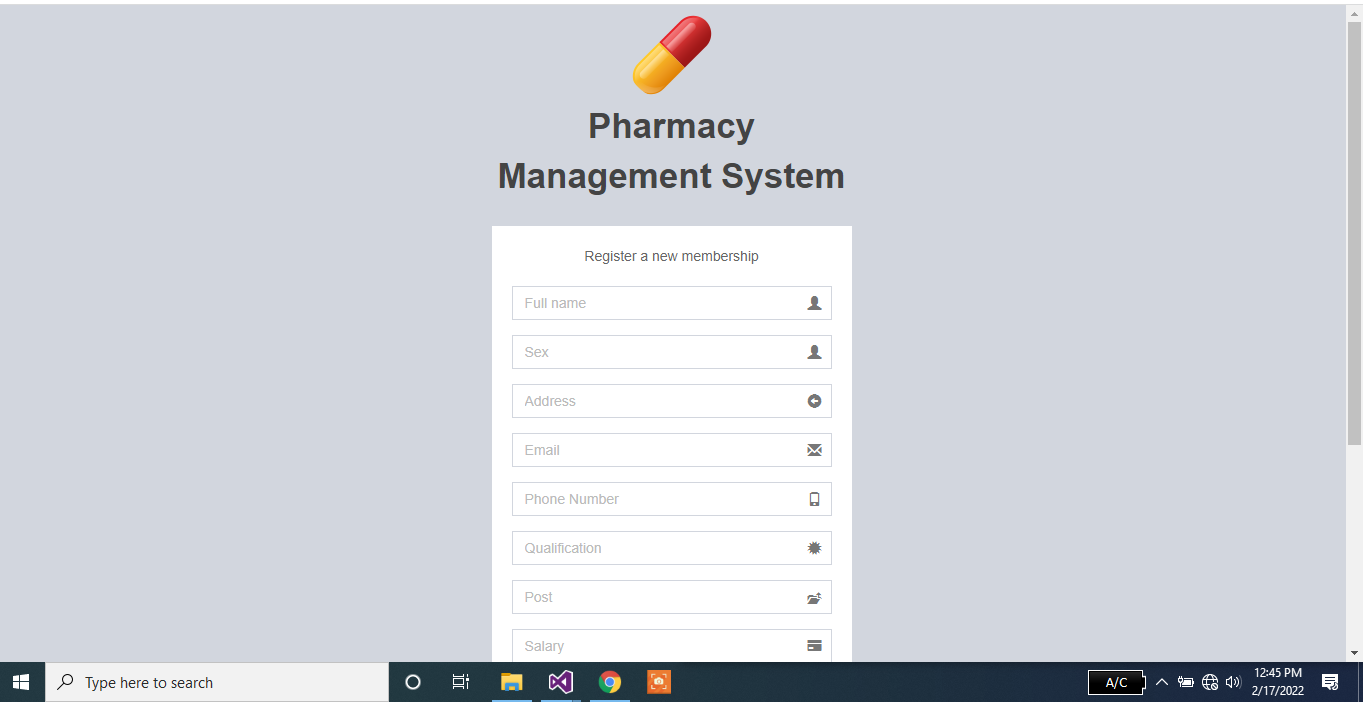 Pharmacy
Management System
Register a new membership
Full name
Sex
Address
Email
Phone Number
Qualification
Post
Salary
Type here to search
A/C
12:45 PM
2/17/2022